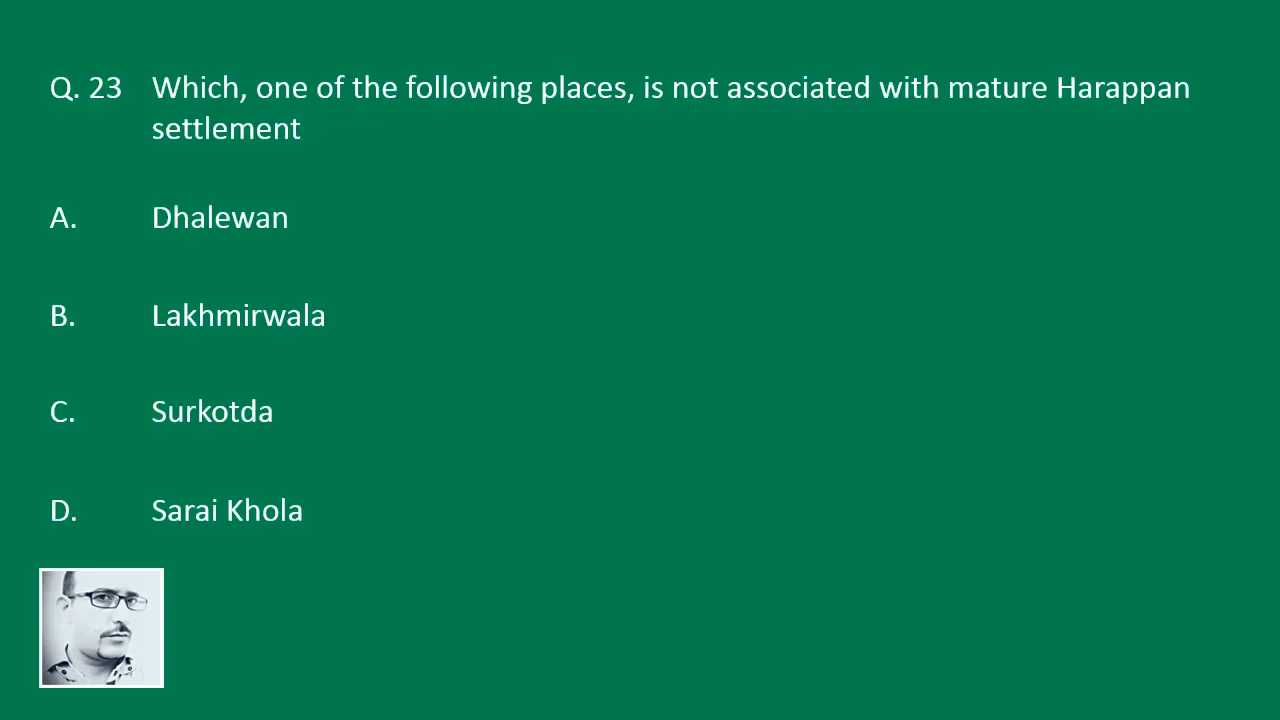 Q. 23 Which, one of the following places, is not associated with mature Harappan
settlement
A. Dhalewan
B. Lakhmirwala
C. Surkotda
D. Sarai Khola